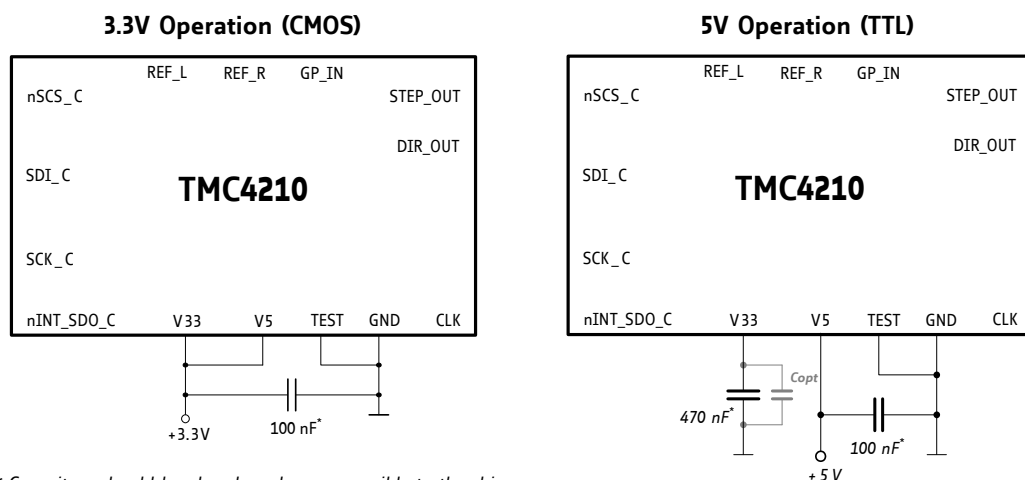 3.3V Operation (CMOS)
REF_L REF_R GP_IN
nSCS_C STEP_OUT
DIR_OUT
SDI_C
TMC4210
SCK_C
nINT_SDO_C V33 V5 TEST GND CLK
100 nF*
+3.3V
5V Operation (TTL)
REF_L REF_R GP_IN
nSCS_C STEP_OUT
DIR_OUT
SDI_C
TMC4210
SCK_C
nINT_SDO_C V33 V5 TEST GND CLK
Copt
470 nF*
100 nF*
+5V